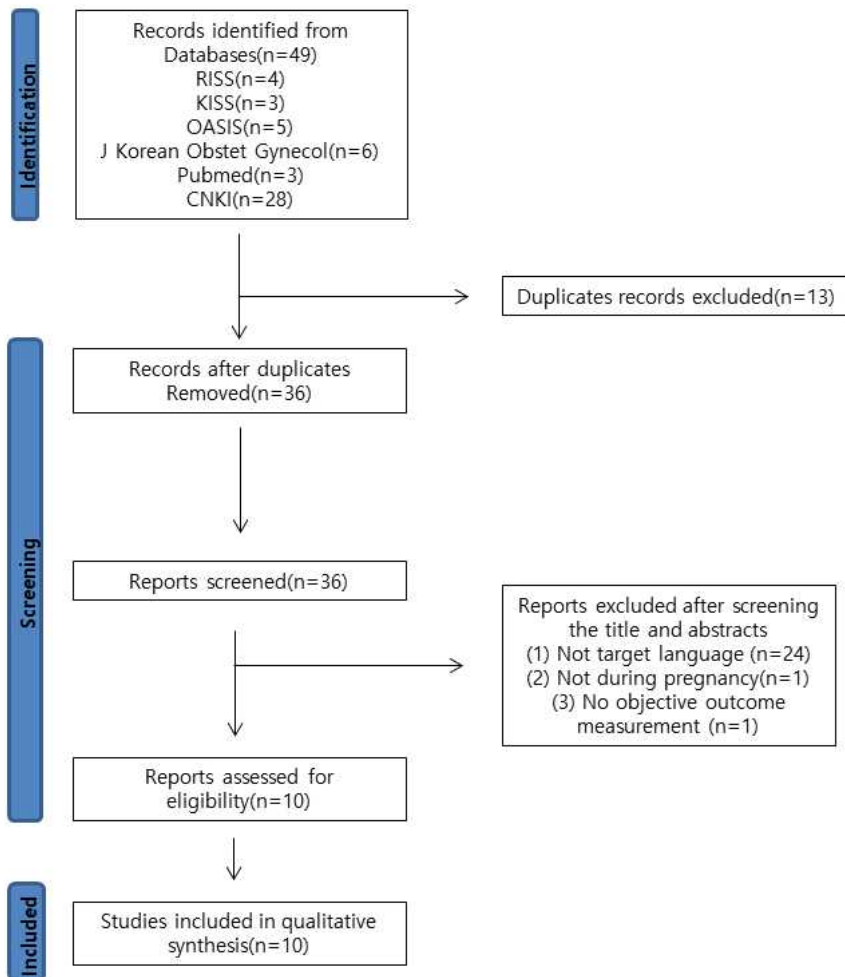 Identification
Records identified from
Databases(n=49)
RISS(n=4)
KISS(n=3)
OASIS(n=5)
J Korean Obstet Gynecol(n=6)
Pubmed(n=3)
CNKI(n=28)
Duplicates records excluded(n=13)
Screening
Records after duplicates
Removed(n=36)
Reports screened(n=36)
Reports excluded after screening
the title and abstracts
(1) Not target language (n=24)
(2) Not during pregnancy(n=1)
(3) No objective outcome
measurement (n=1)
Reports assessed for
eligibility(n=10)
Included
Studies included in qualitative
synthesis(n=10)